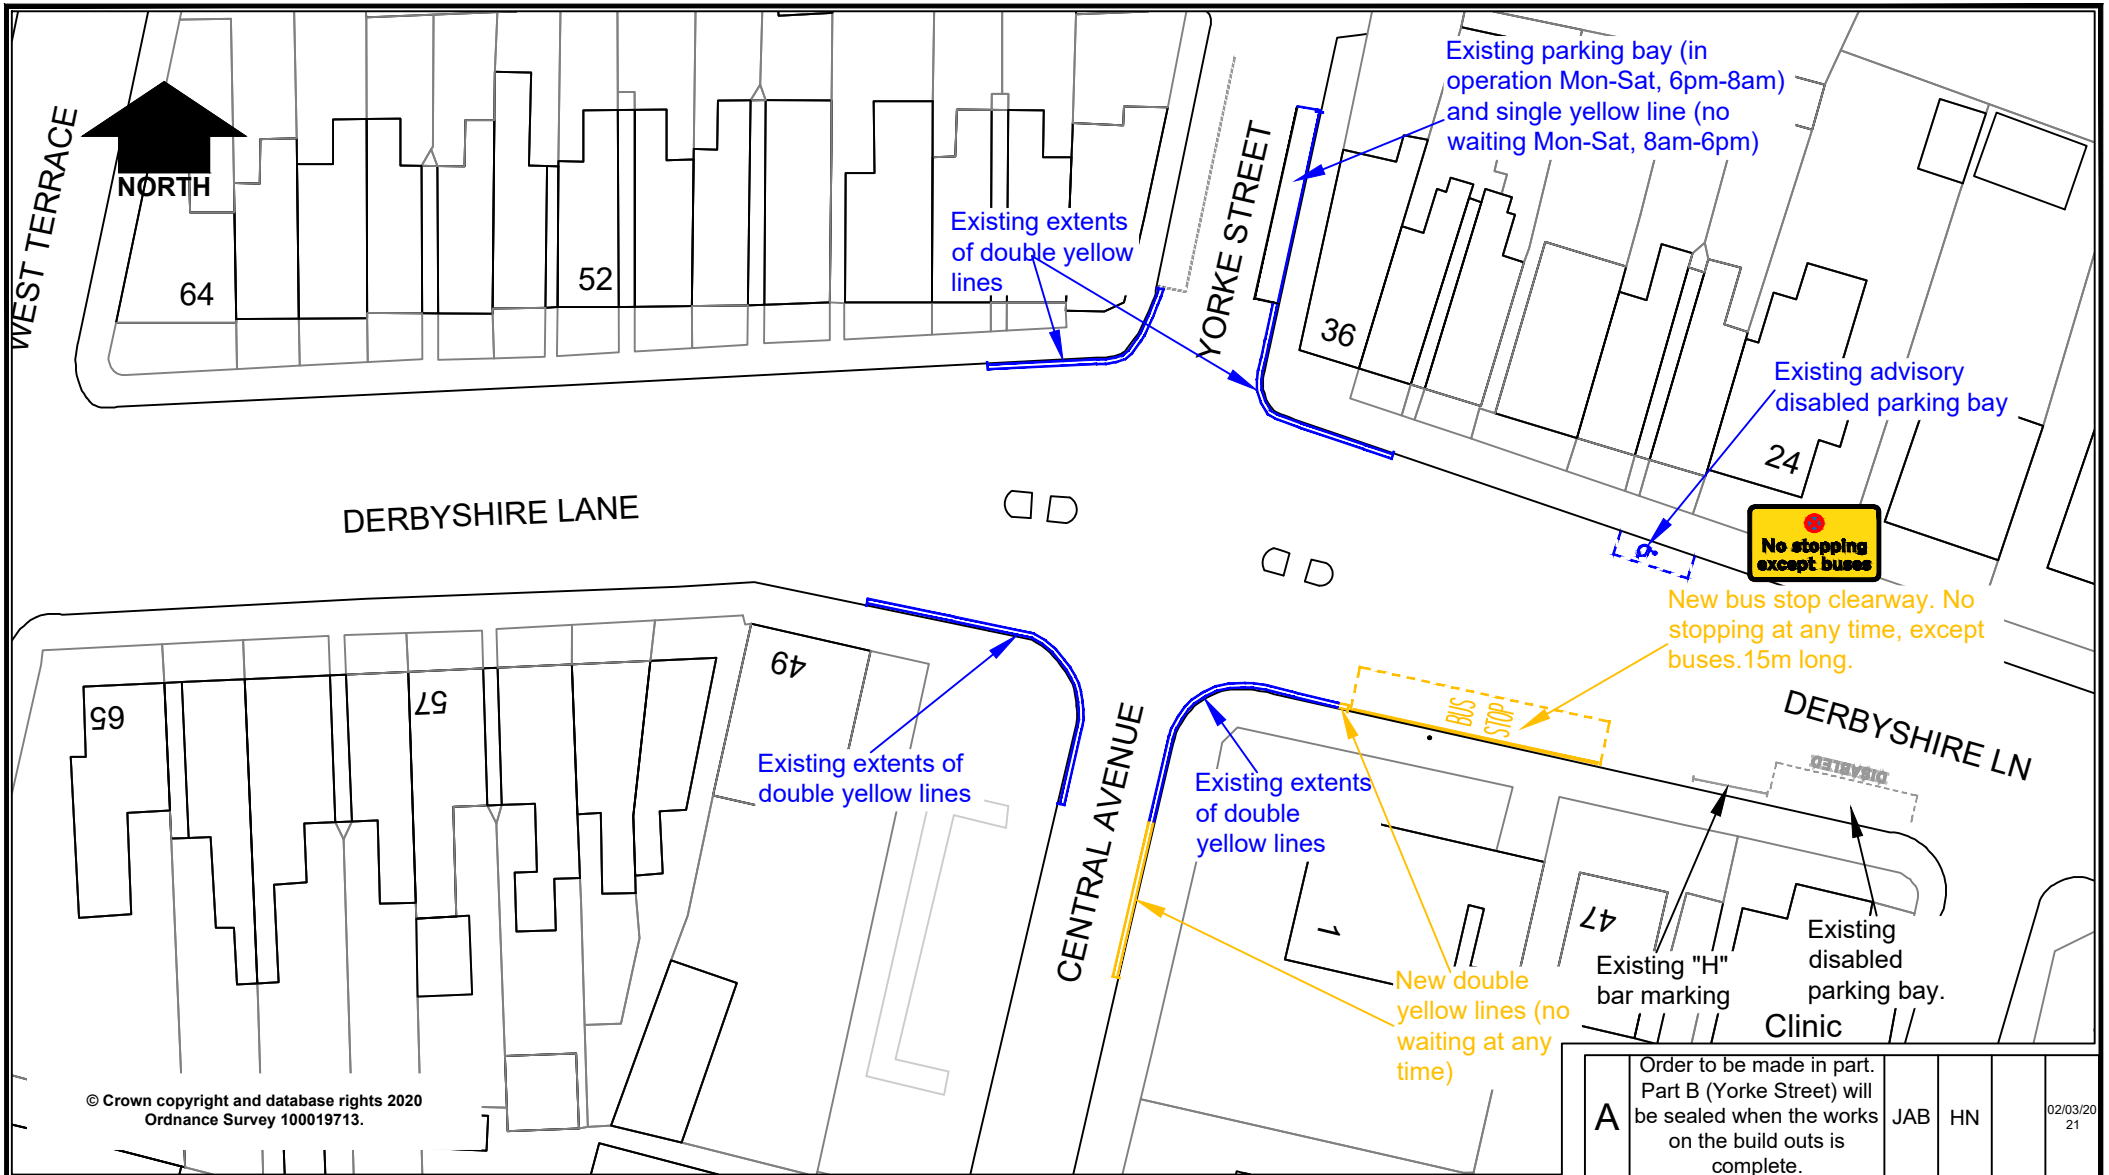 WEST TERRACE
NORTH
64
52
Existing extents
of double yellow
lines
YORKE STREET
Existing parking bay (in
operation Mon-Sat, 6pm-8am)
and single yellow line (no
waiting Mon-Sat, 8am-6pm)
36
24
Existing advisory
disabled parking bay
No stopping
except buses
New bus stop clearway. No
stopping at any time, except
buses.15m long.
DERBYSHIRE LANE
DERBYSHIRE LN
BUS
STOP
DISABLED
65
57
49
Existing extents of
double yellow lines
CENTRAL AVENUE
Existing extents
of double
yellow lines
1
47
New double
yellow lines (no
waiting at any
time)
Existing "H"
bar marking
Existing
disabled
parking bay.
Clinic
© Crown copyright and database rights 2020
Ordnance Survey 100019713.
A
Order to be made in part.
Part B (Yorke Street) will
be sealed when the works
on the build outs is
complete.
JAB
HN
02/03/20
21